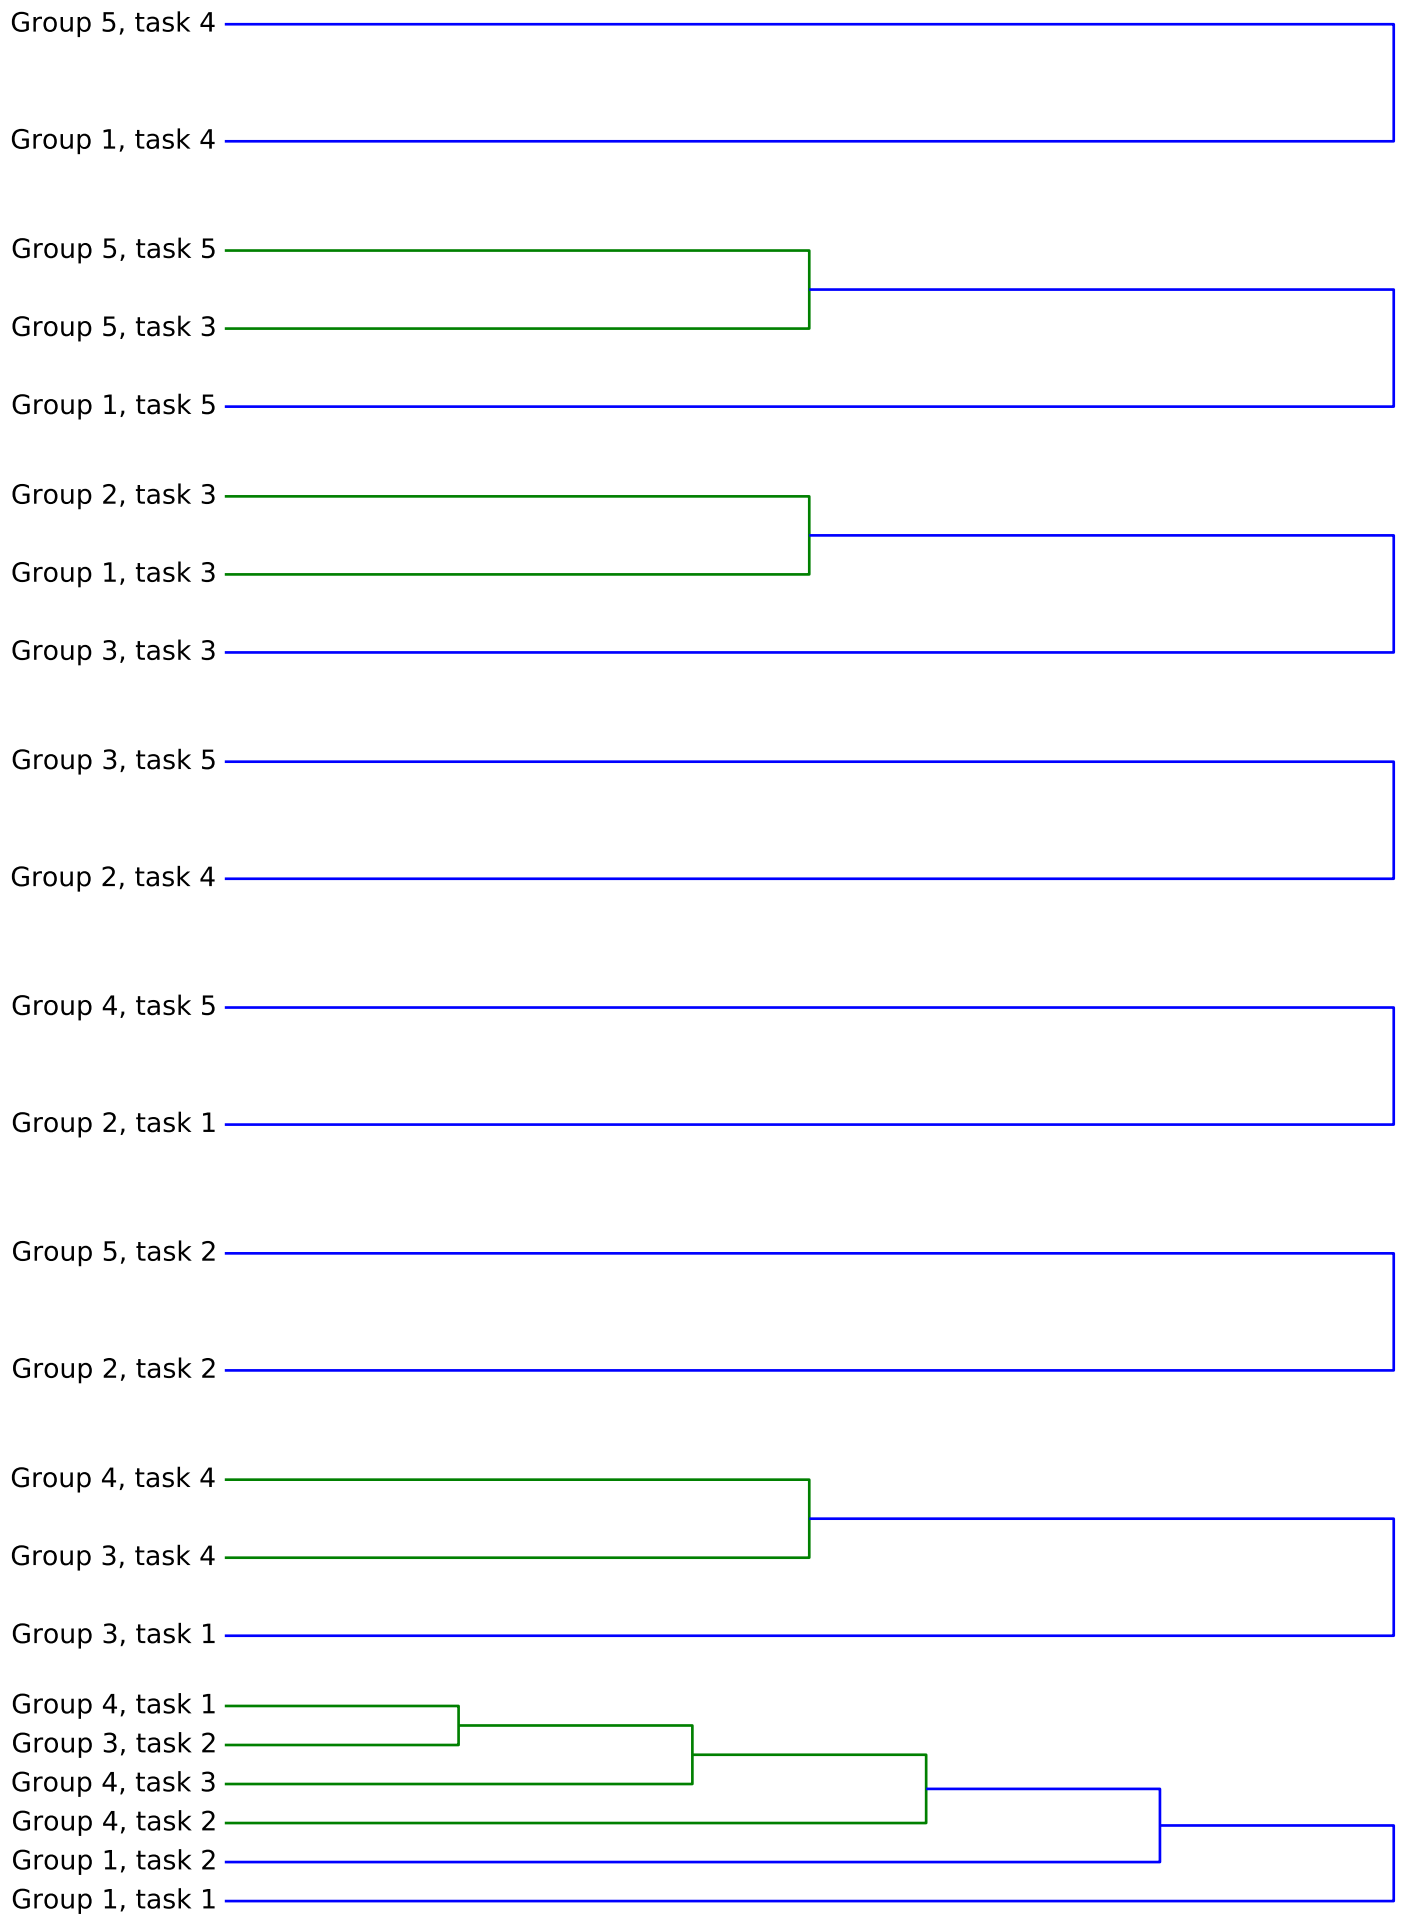 Group 5, task 4
Group 1, task 4
Group 5, task 5
Group 5, task 3
Group 1, task 5
Group 2, task 3
Group 1, task 3
Group 3, task 3
Group 3, task 5
Group 2, task 4
Group 4, task 5
Group 2, task 1
Group 5, task 2
Group 2, task 2
Group 4, task 4
Group 3, task 4
Group 3, task 1
Group 4, task 1
Group 3, task 2
Group 4, task 3
Group 4, task 2
Group 1, task 2
Group 1, task 1